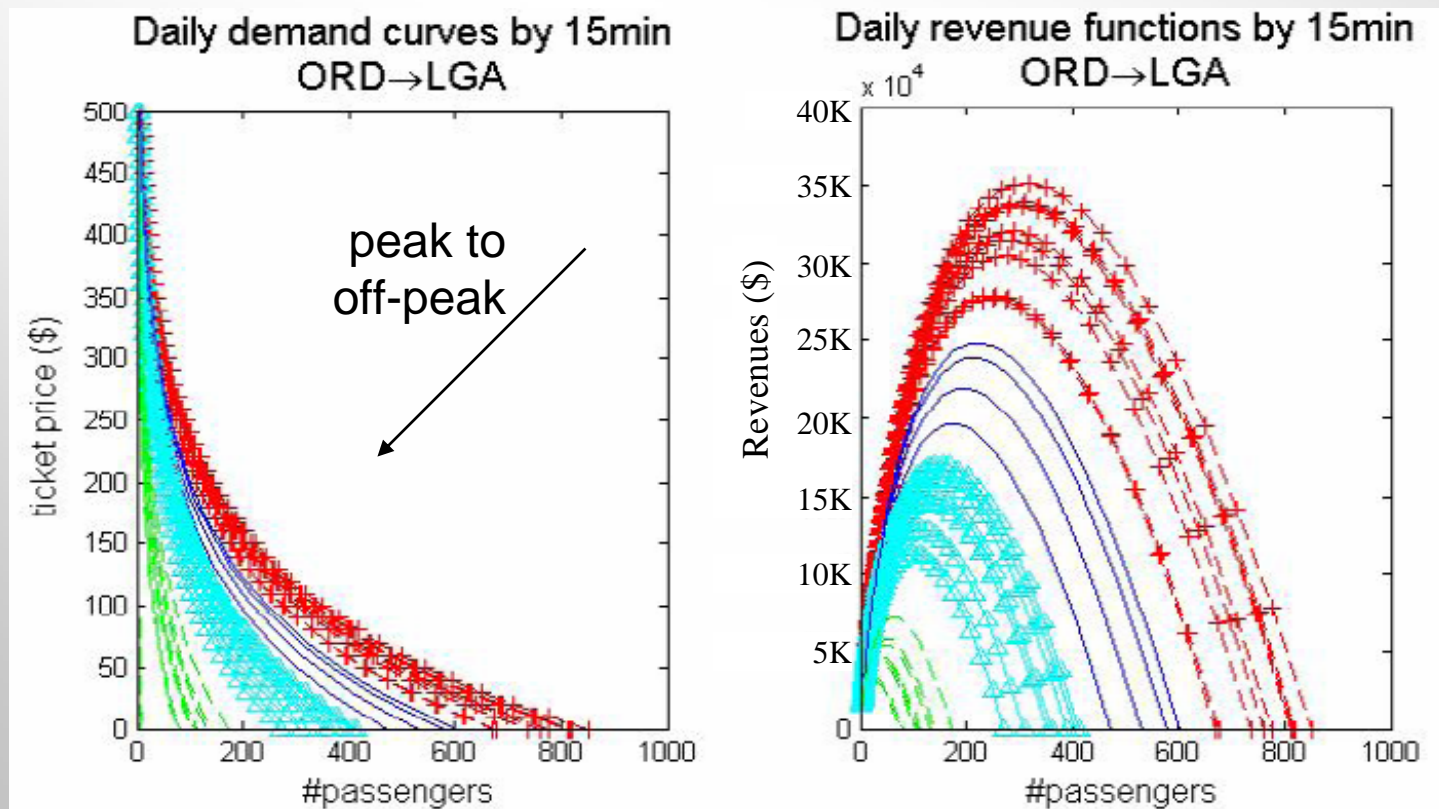 Daily demand curves by 15min
ORD→LGA
500
450
400
350
300
250
200
150
100
50
0
ticket price ($)
peak to
off-peak
0 200 400 600 800 1000
#passengers
Daily revenue functions by 15min
ORD→LGA
x 10⁴
40K
35K
30K
25K
20K
15K
10K
5K
0
Revenues ($)
0 200 400 600 800 1000
#passengers